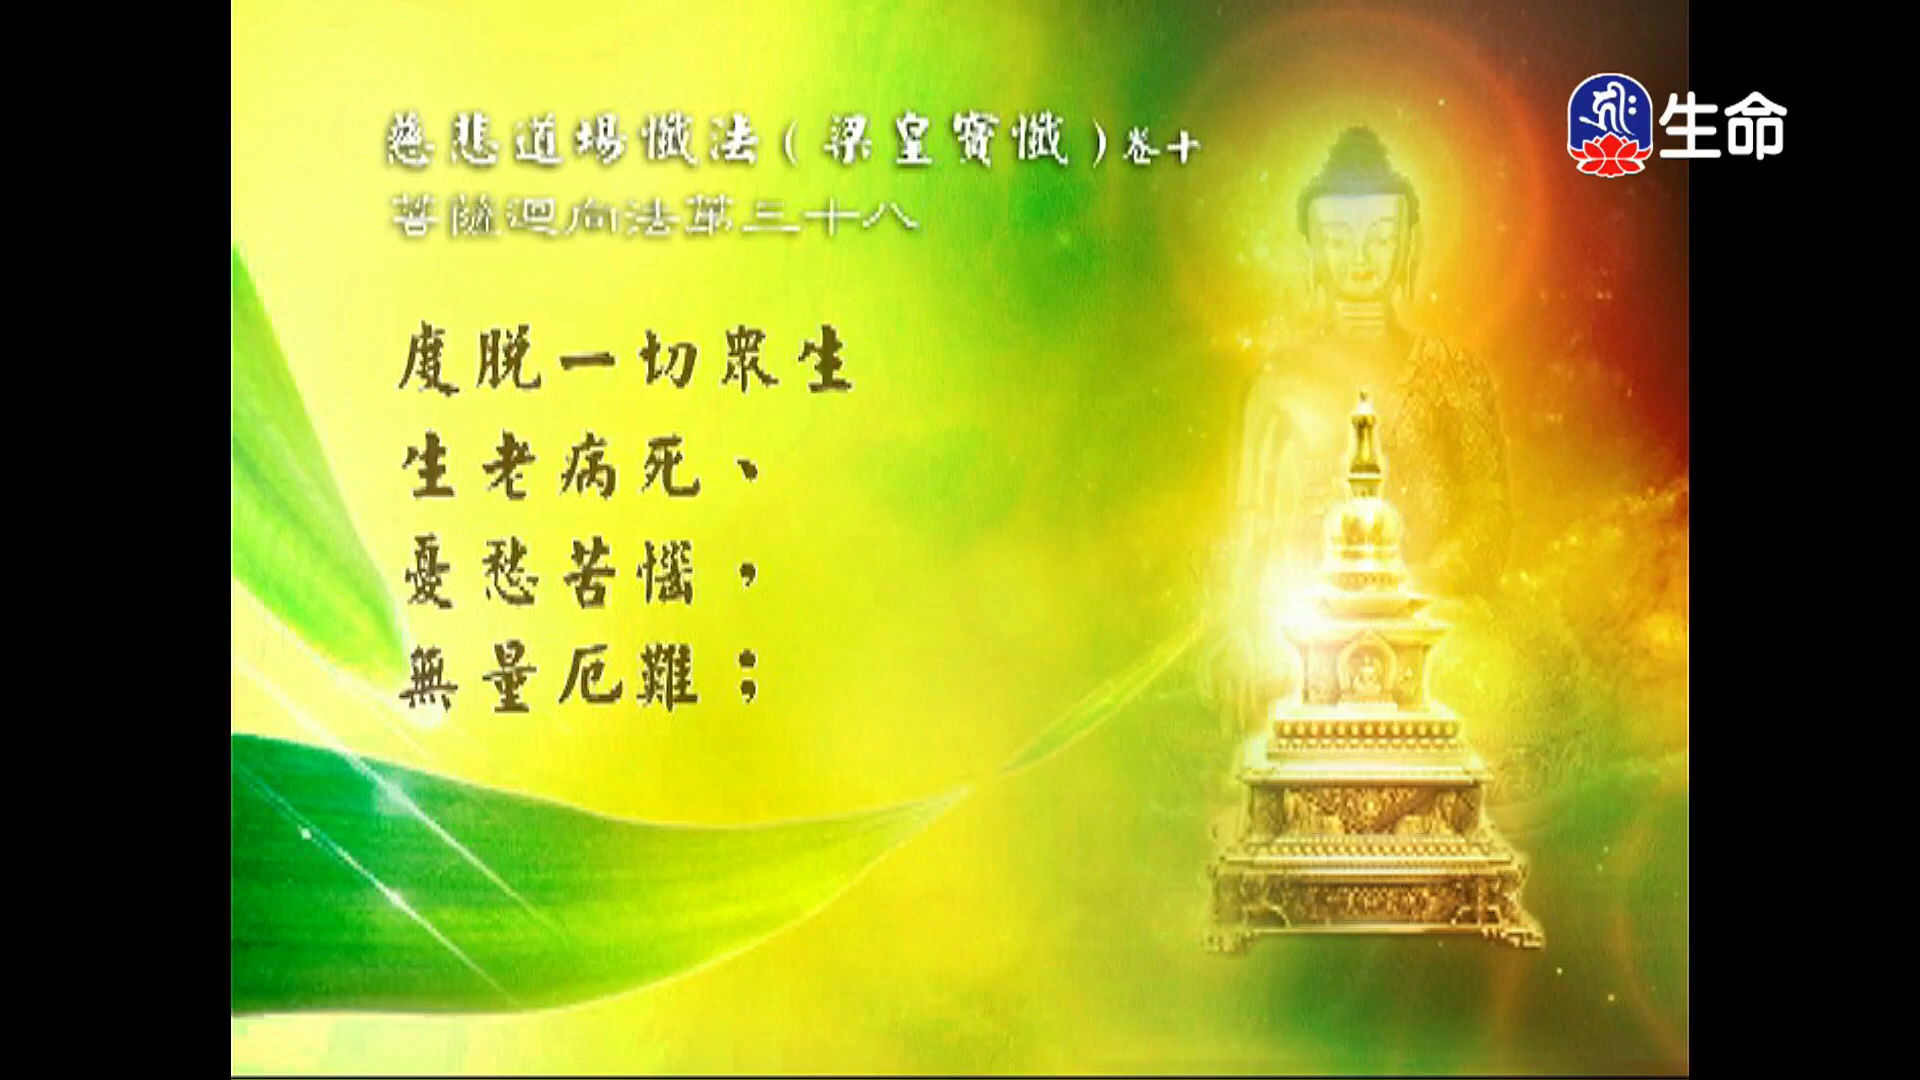 慈悲道場懺法(梁皇寶懺)卷十
菩薩迴向法第三十八
度脫一切眾生
生老病死、
憂愁苦惱,
無量厄難;
生命